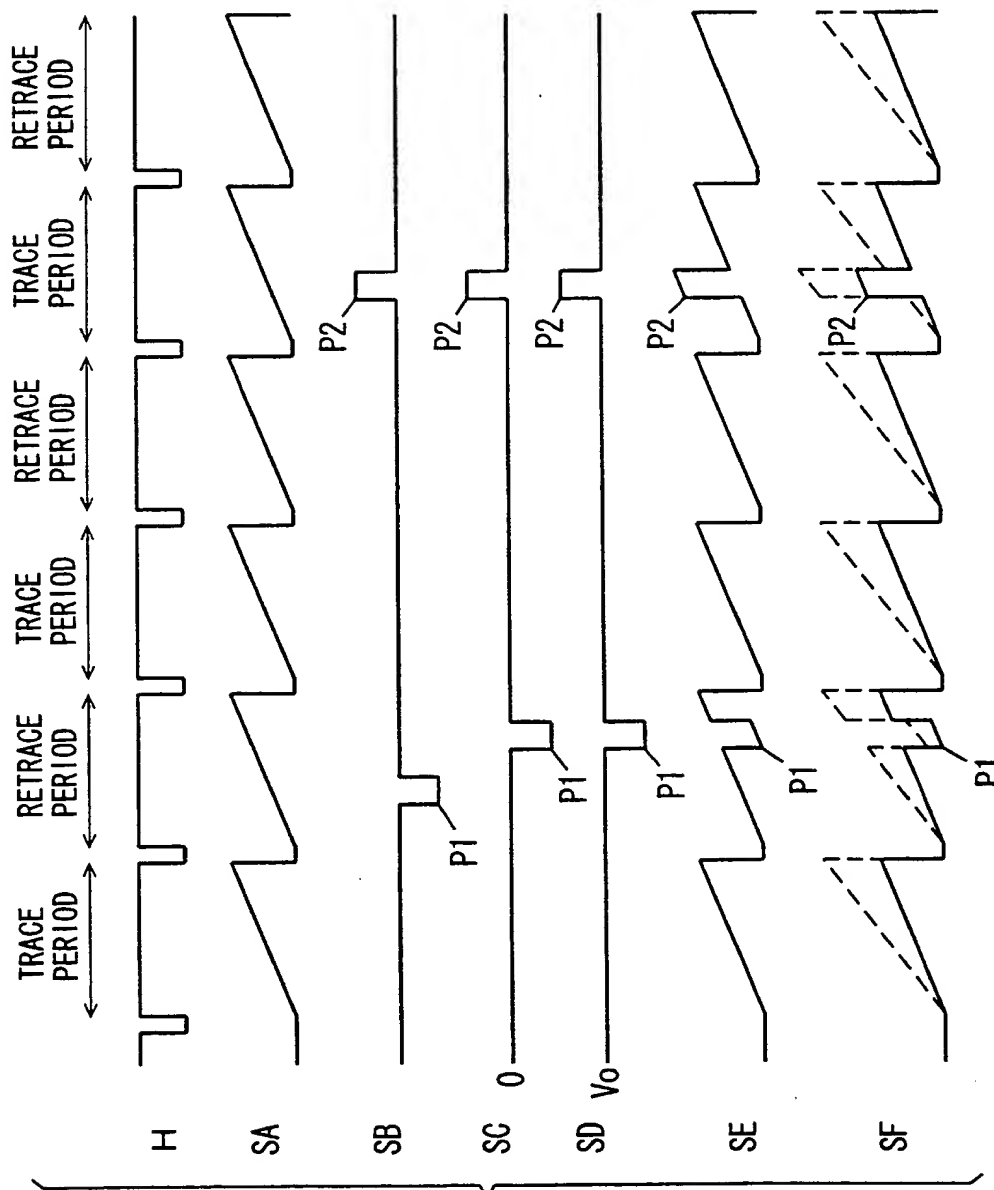 TRACE
PERIOD
RETRACE
PERIOD
TRACE
PERIOD
RETRACE
PERIOD
TRACE
PERIOD
RETRACE
PERIOD
H
SA
SB
P1
P2
SC
0
P1
P2
SD
Vo
P1
P2
SE
P1
P2
SF
P1
P2